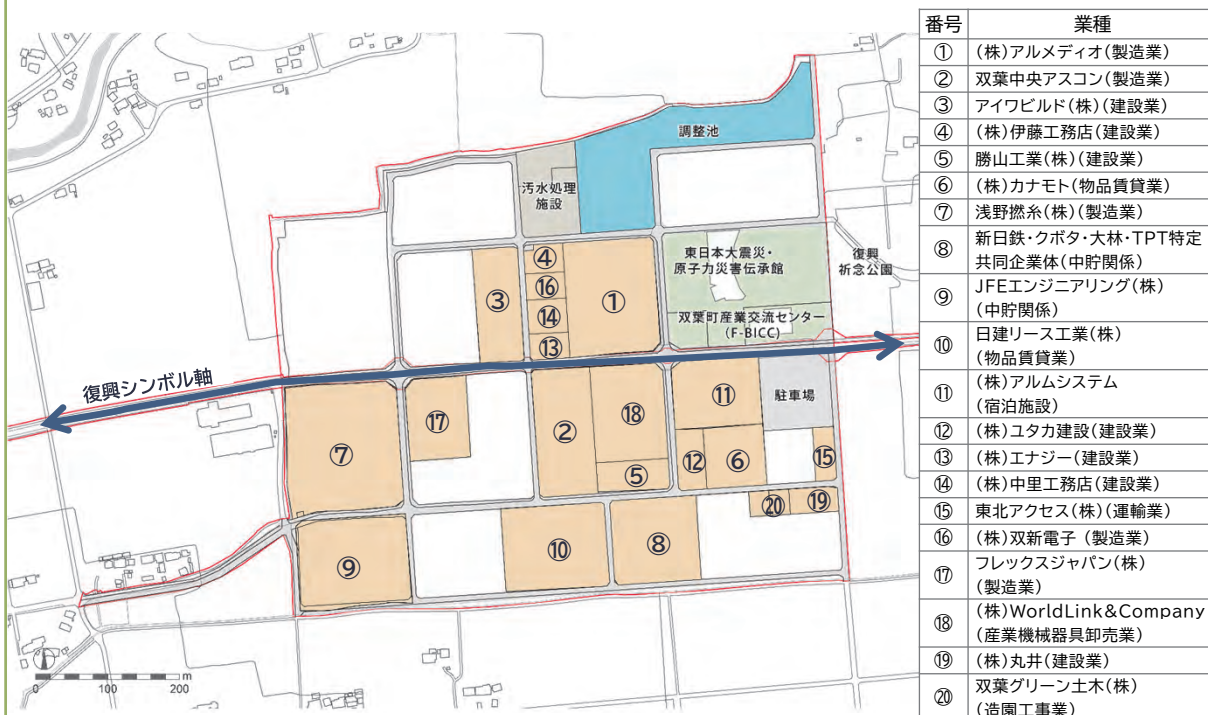 調整池
汚水処理
施設
東日本大震災・
原子力災害伝承館
復興
祈念公園
双葉町産業交流センター
(F-BICC)
④
⑯
⑭
⑬
③
①
復興シンボル軸
⑦
⑰
②
⑱
⑤
⑪
駐車場
⑫
⑥
⑮
⑨
⑩
⑧
⑳
⑲
0 100 200 m
番号 業種
① (株)アルメディオ(製造業)
② 双葉中央アスコン(製造業)
③ アイワビルド(株)(建設業)
④ (株)伊藤工務店(建設業)
⑤ 勝山工業(株)(建設業)
⑥ (株)カナモト(物品賃貸業)
⑦ 浅野撚糸(株)(製造業)
⑧ 新日鉄・クボタ・大林・TPT特定
共同企業体(中貯関係)
⑨ JFEエンジニアリング(株)
(中貯関係)
⑩ 日建リース工業(株)
(物品賃貸業)
⑪ (株)アルムシステム
(宿泊施設)
⑫ (株)ユタカ建設(建設業)
⑬ (株)エナジー(建設業)
⑭ (株)中里工務店(建設業)
⑮ 東北アクセス(株)(運輸業)
⑯ (株)双新電子 (製造業)
⑰ フレックスジャパン(株)
(製造業)
⑱ (株)WorldLink&Company
(産業機械器具卸売業)
⑲ (株)丸井(建設業)
⑳ 双葉グリーン土木(株)
(造園工事業)